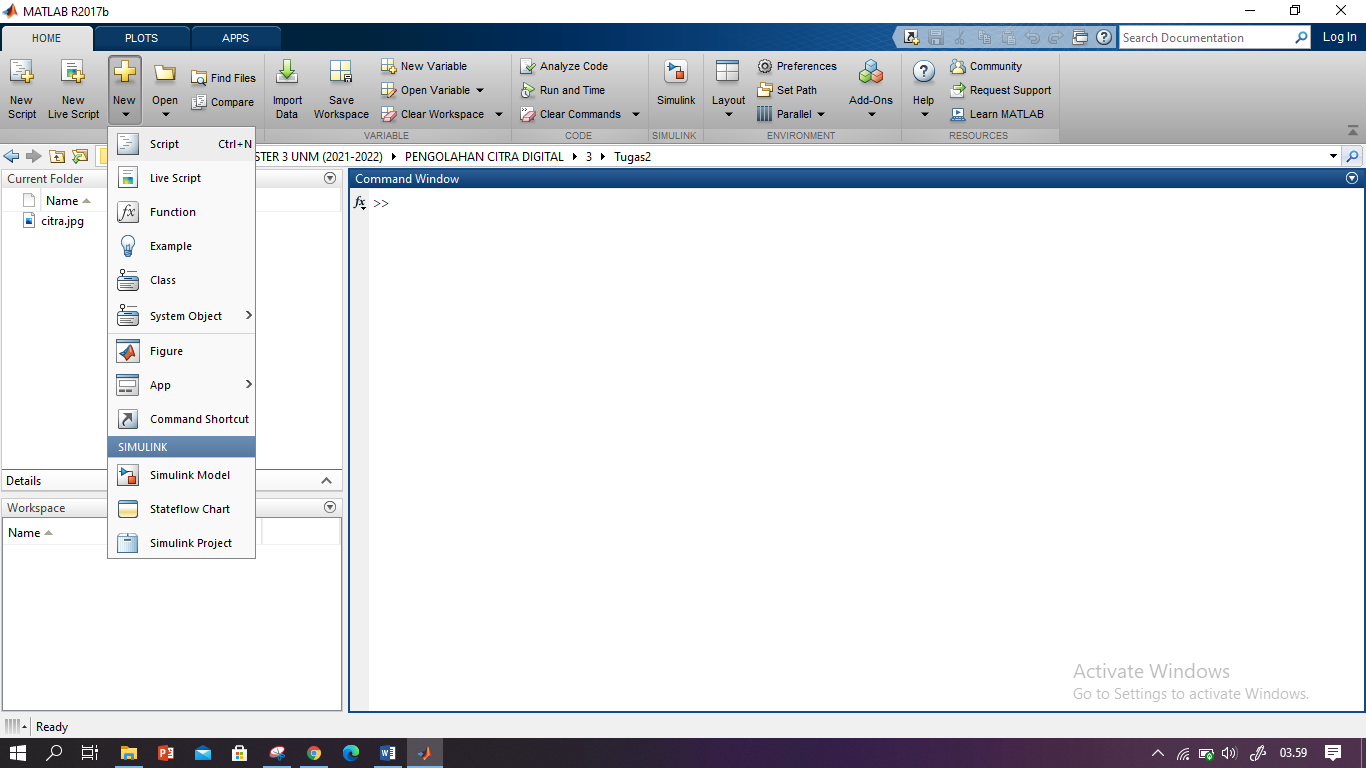 MATLAB R2017b
HOME PLOTS APPS
Search Documentation
Log In
New Script
New Live Script
New
Open
Find Files
Compare
Import Data
Save Workspace
New Variable
Open Variable
Clear Workspace
VARIABLE
Analyze Code
Run and Time
Clear Commands
CODE
Simulink
SIMULINK
Layout
Preferences
Set Path
Parallel
Add-Ons
ENVIRONMENT
Help
Community
Request Support
Learn MATLAB
RESOURCES
STER 3 UNM (2021-2022) PENGOLAHAN CITRA DIGITAL 3 Tugas2
Script Ctrl+N
Live Script
Function
Example
Class
System Object
Figure
App
Command Shortcut
SIMULINK
Simulink Model
Stateflow Chart
Simulink Project
Current Folder
Name
citra.jpg
Details
Workspace
Name
Command Window
fx >>
Activate Windows
Go to Settings to activate Windows.
Ready
03.59